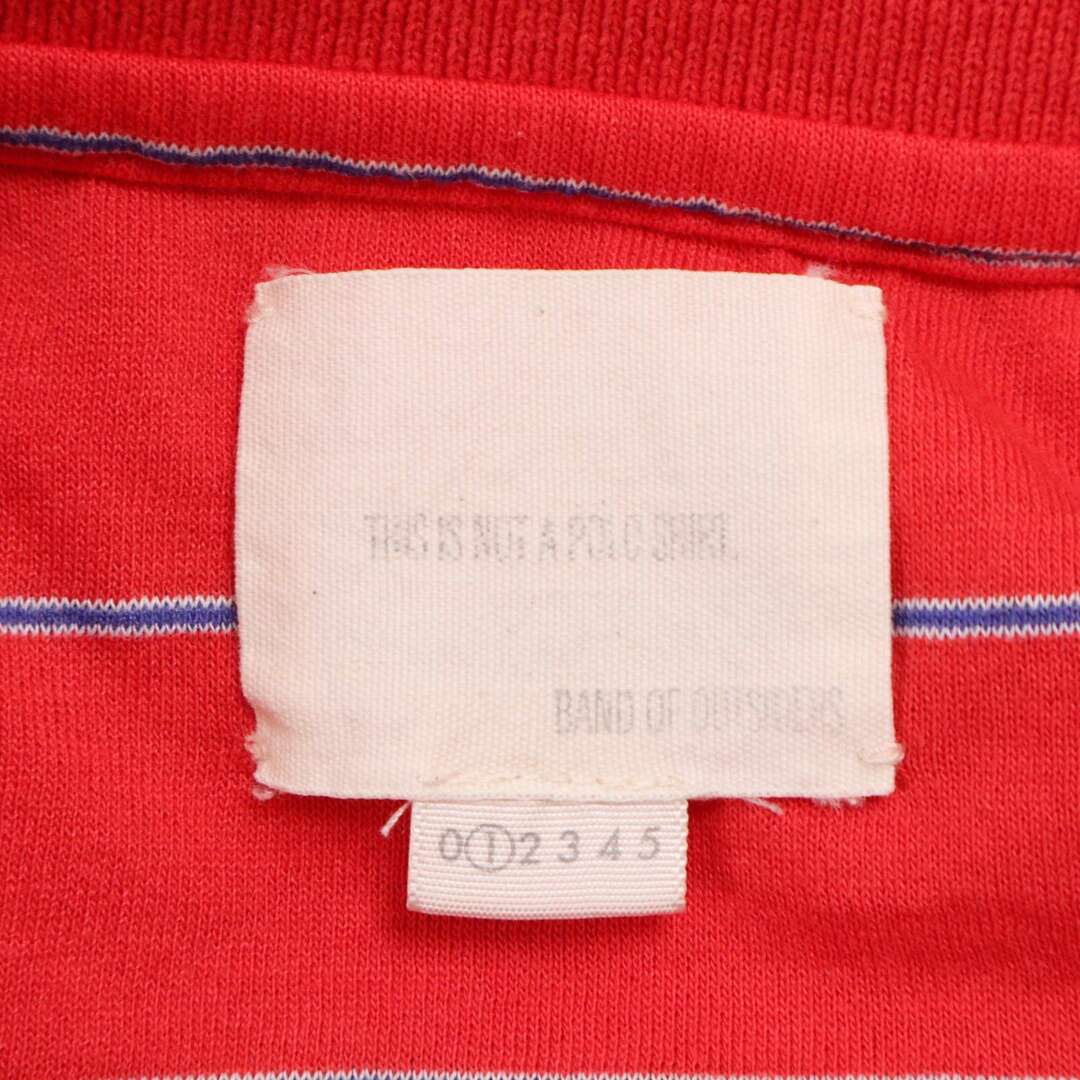 THIS IS NOT A POLO SHIRT.
BAND OF OUTSIDERS
0 1 2 3 4 5